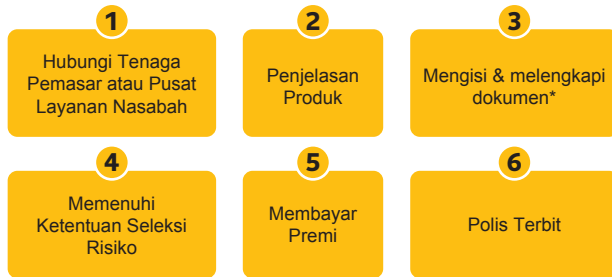 1
Hubungi Tenaga
Pemasar atau Pusat
Layanan Nasabah
2
Penjelasan
Produk
3
Mengisi & melengkapi
dokumen*
4
Memenuhi
Ketentuan Seleksi
Risiko
5
Membayar
Premi
6
Polis Terbit